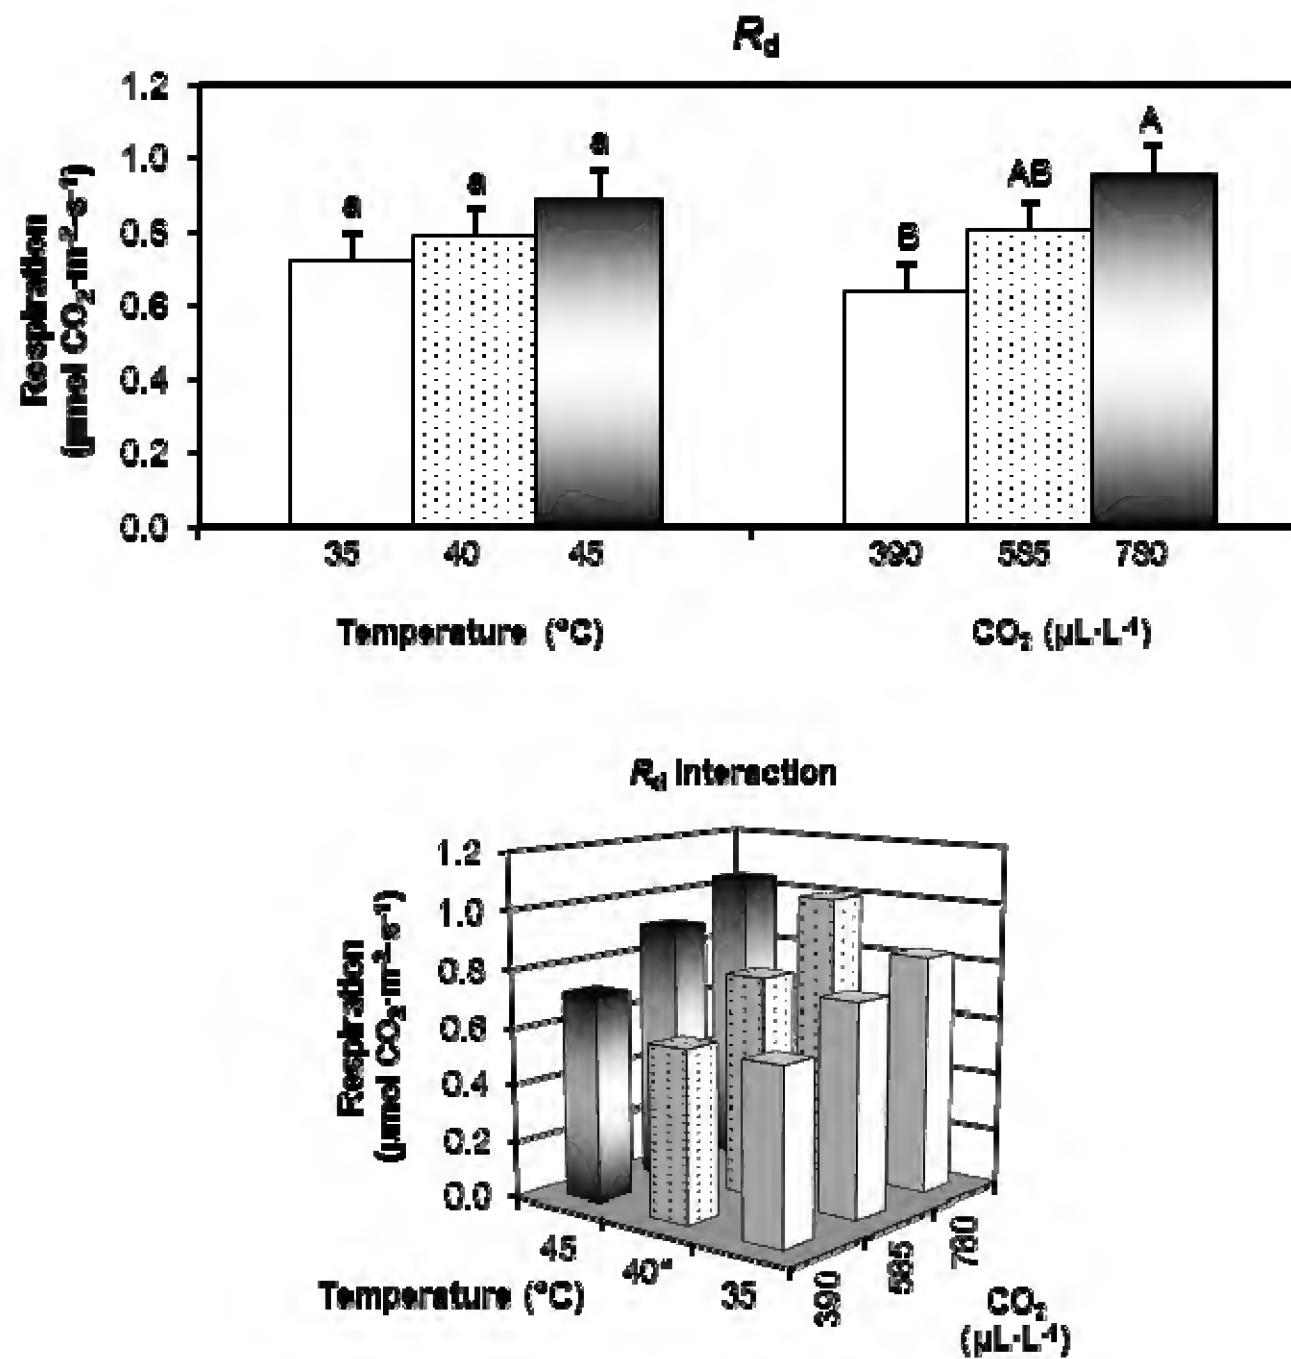 Rd
1.2
1.0
0.8
0.6
0.4
0.2
0.0
Respiration
(µmol CO₂·m⁻²·s⁻¹)
a
a
a
B
AB
A
35 40 45 390 585 780
Temperature (°C) CO₂ (µL·L⁻¹)
Rd Interaction
1.2
1.0
0.8
0.6
0.4
0.2
0.0
Respiration
(µmol CO₂·m⁻²·s⁻¹)
45
40*
35
390
585
780
Temperature (°C)
CO₂
(µL·L⁻¹)